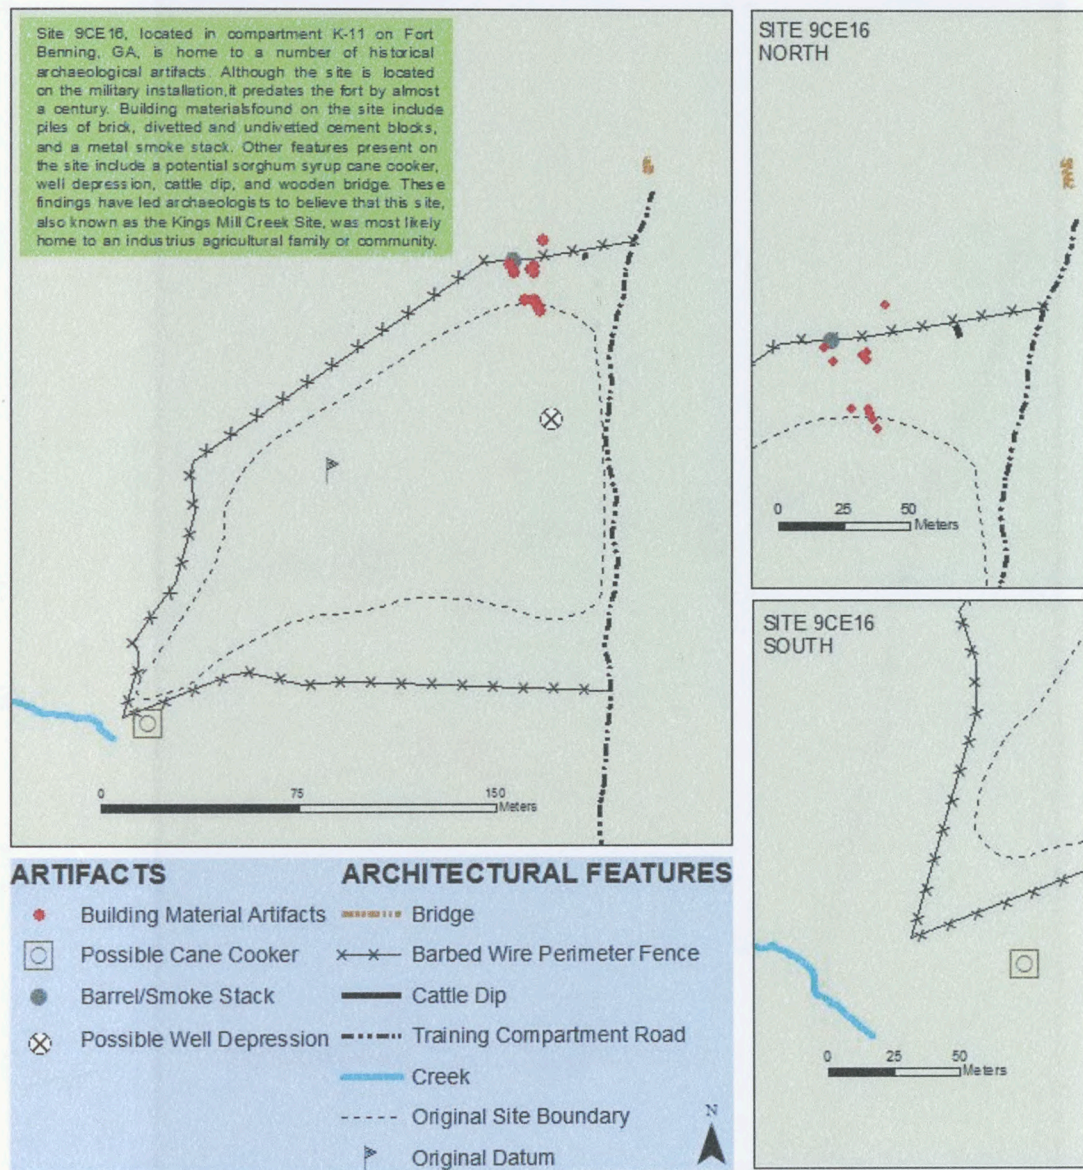 Site 9CE16, located in compartment K-11 on Fort
Benning, GA, is home to a number of historical
archaeological artifacts. Although the site is located
on the military installation,it predates the fort by almost
a century. Building materialsfound on the site include
piles of brick, divetted and undivetted cement blocks,
and a metal smoke stack. Other features present on
the site include a potential sorghum syrup cane cooker,
well depression, cattle dip, and wooden bridge. These
findings have led archaeologists to believe that this site,
also known as the Kings Mill Creek Site, was most likely
home to an industrius agricultural family or community.
0 75 150
Meters
SITE 9CE16
NORTH
0 25 50
Meters
SITE 9CE16
SOUTH
0 25 50
Meters
ARTIFACTS
Building Material Artifacts
Possible Cane Cooker
Barrel/Smoke Stack
Possible Well Depression
ARCHITECTURAL FEATURES
Bridge
Barbed Wire Perimeter Fence
Cattle Dip
Training Compartment Road
Creek
Original Site Boundary
Original Datum
N